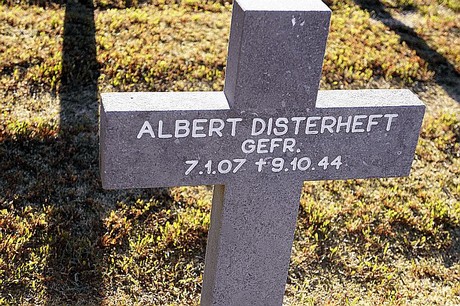 ALBERT DISTERHEFT
GEFR.
7.1.07 ✝ 9.10.44